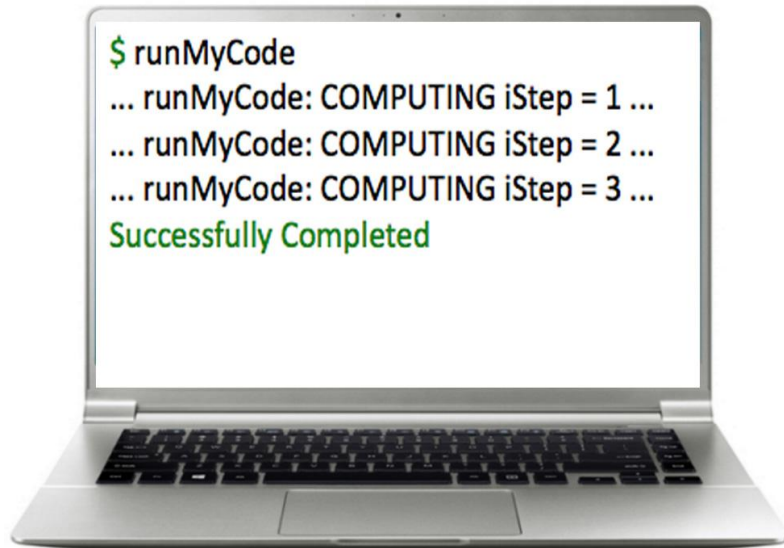 $ runMyCode
... runMyCode: COMPUTING iStep = 1 ...
... runMyCode: COMPUTING iStep = 2 ...
... runMyCode: COMPUTING iStep = 3 ...
Successfully Completed